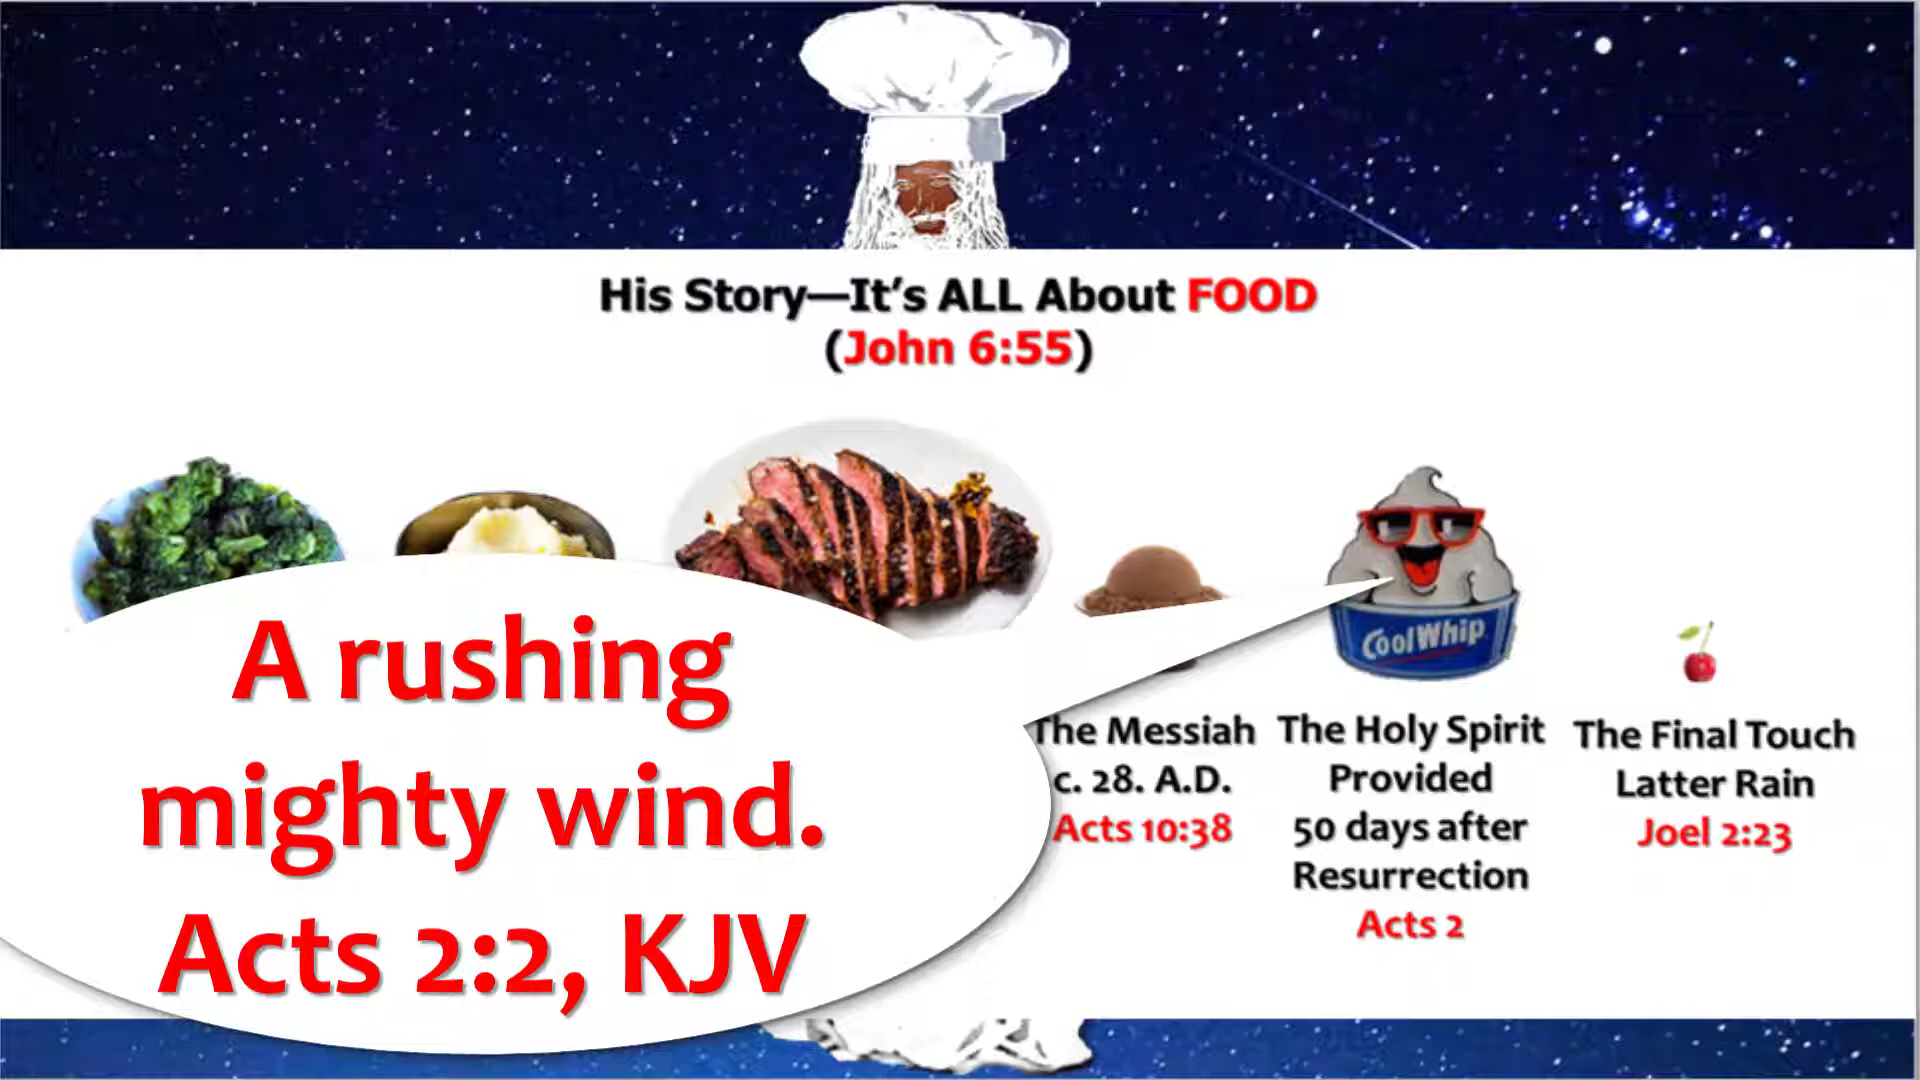 His Story—It's ALL About FOOD
(John 6:55)
CoolWhip
A rushing
mighty wind.
Acts 2:2, KJV
The Messiah
c. 28. A.D.
Acts 10:38
The Holy Spirit
Provided
50 days after
Resurrection
Acts 2
The Final Touch
Latter Rain
Joel 2:23